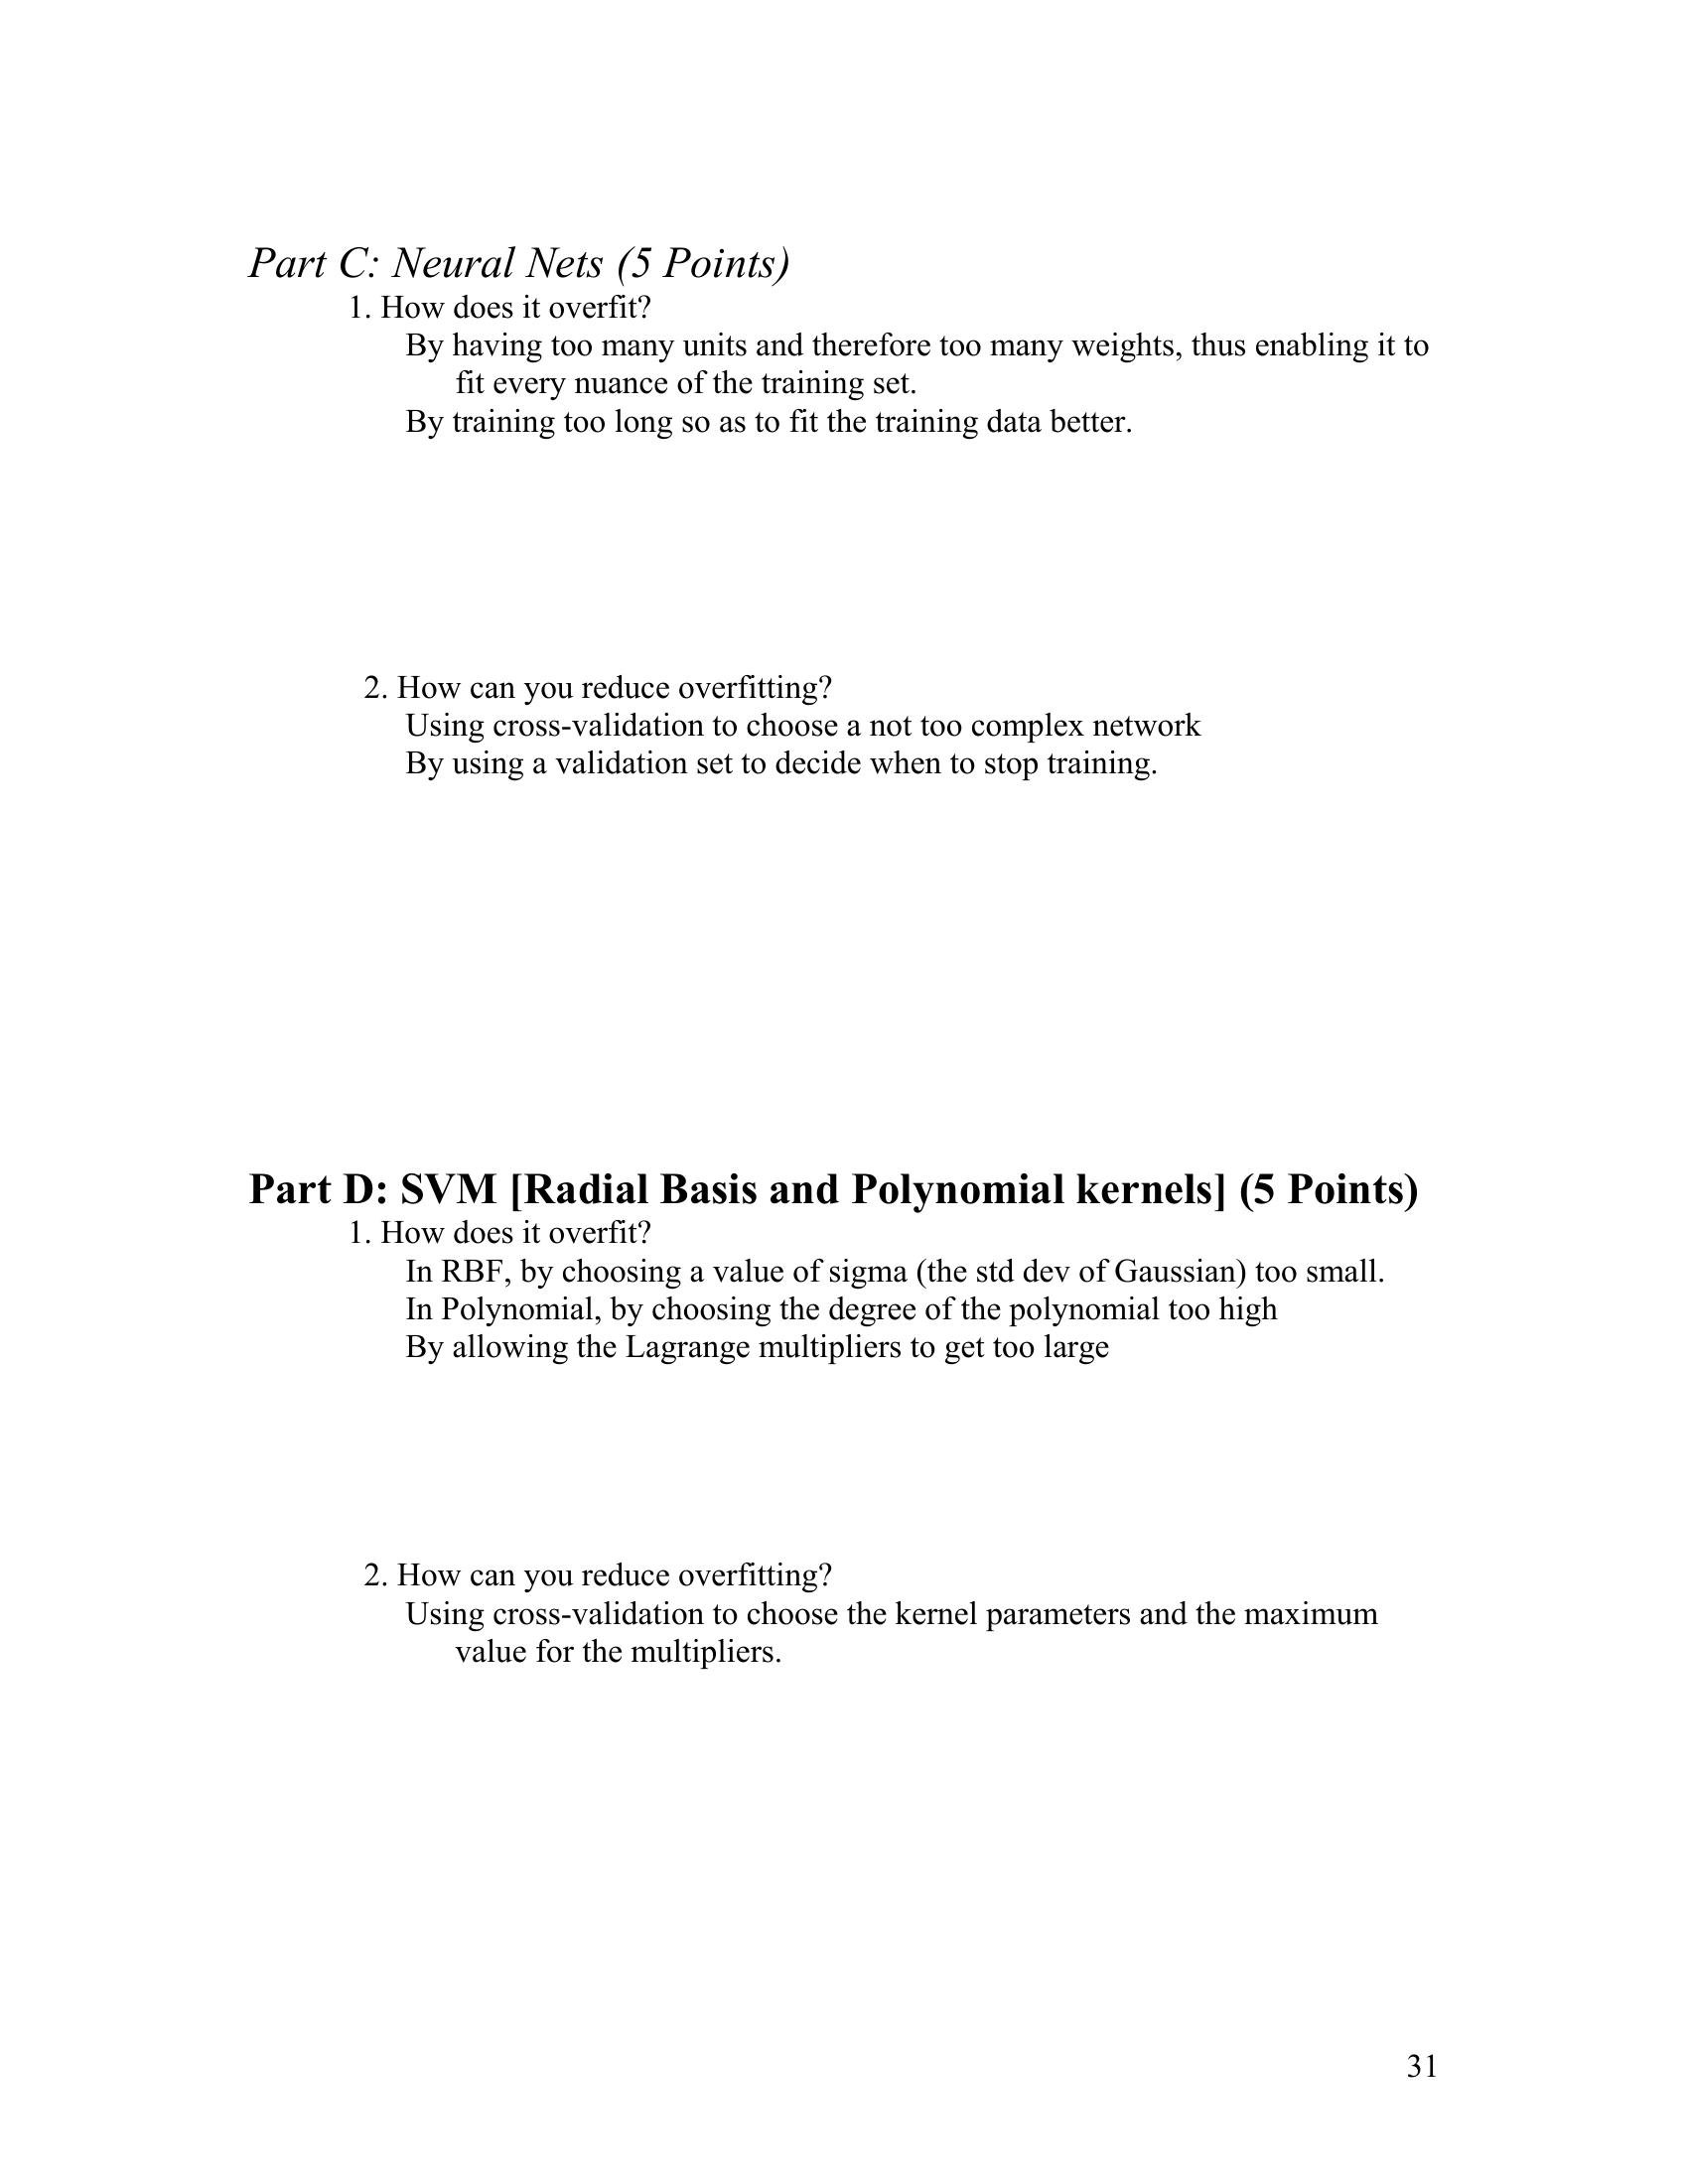 Part C: Neural Nets (5 Points)
1. How does it overfit?
By having too many units and therefore too many weights, thus enabling it to
fit every nuance of the training set.
By training too long so as to fit the training data better.
2. How can you reduce overfitting?
Using cross-validation to choose a not too complex network
By using a validation set to decide when to stop training.
Part D: SVM [Radial Basis and Polynomial kernels] (5 Points)
1. How does it overfit?
In RBF, by choosing a value of sigma (the std dev of Gaussian) too small.
In Polynomial, by choosing the degree of the polynomial too high
By allowing the Lagrange multipliers to get too large
2. How can you reduce overfitting?
Using cross-validation to choose the kernel parameters and the maximum
value for the multipliers.
31